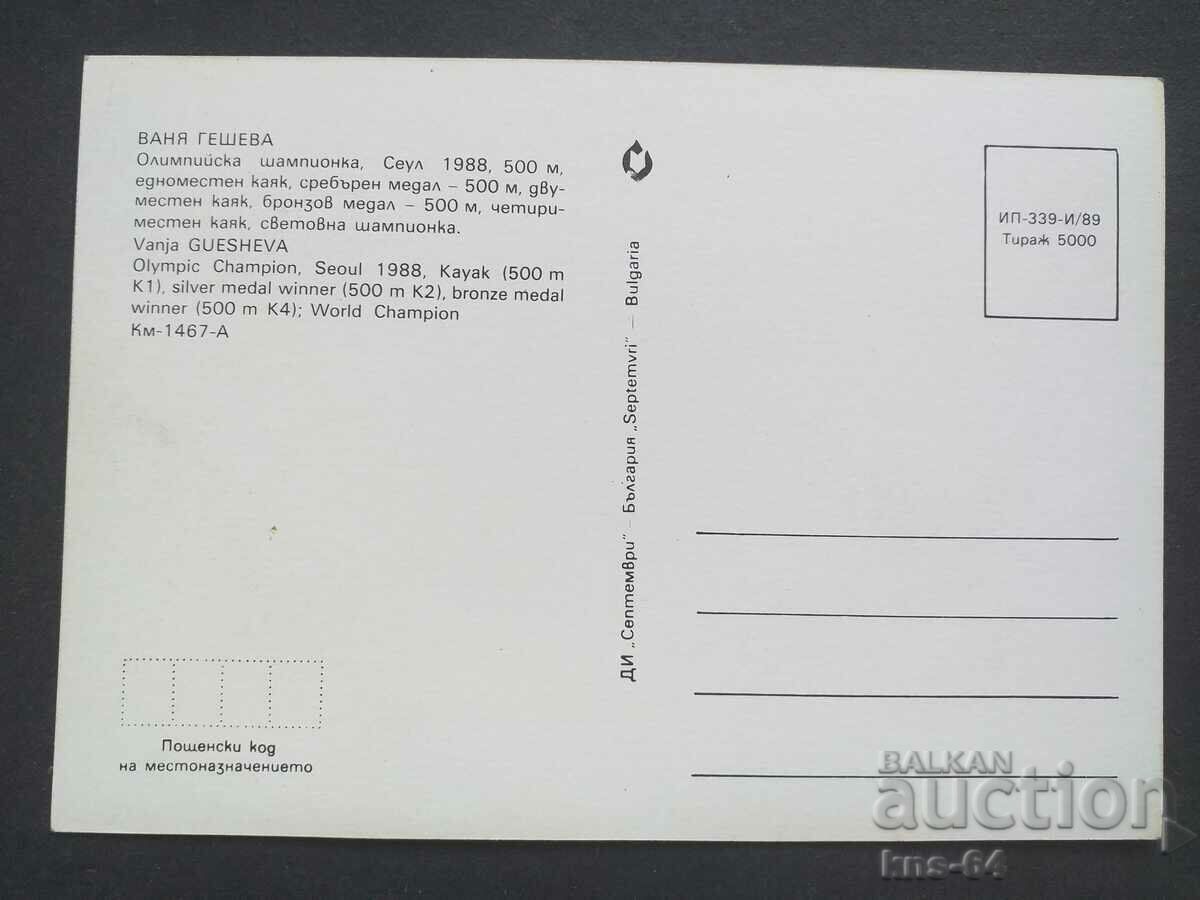 ВАНЯ ГЕШЕВА
Олимпийска шампионка, Сеул 1988, 500 м,
едноместен каяк, сребърен медал – 500 м, дву-
местен каяк, бронзов медал – 500 м, четири-
местен каяк, световна шампионка.
Vanja GUESHEVA
Olympic Champion, Seoul 1988, Kayak (500 m
K1), silver medal winner (500 m K2), bronze medal
winner (500 m K4); World Champion
Км-1467-А
Пощенски код
на местоназначението
ДИ „Септември" – България „Septemvri" – Bulgaria
ИП-339-И/89
Тираж 5000
BALKAN
auction
kns-64